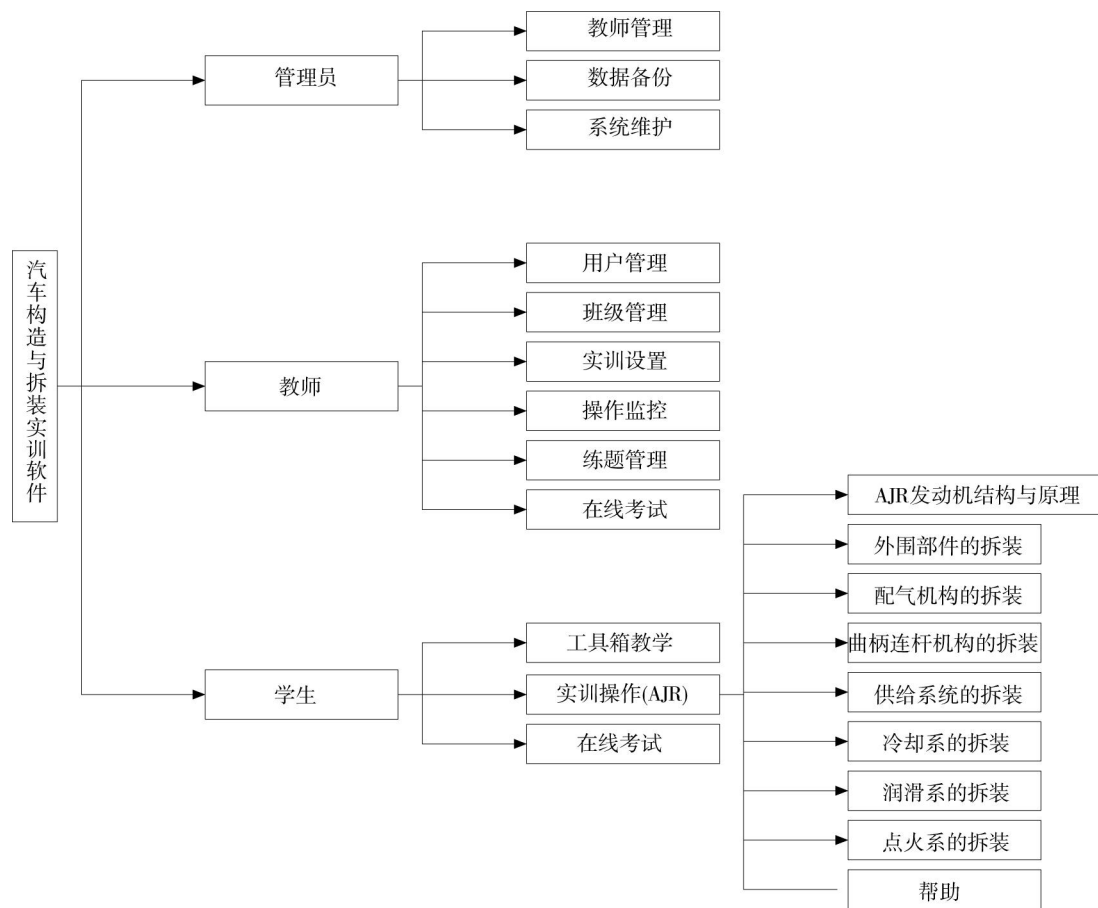 汽车构造与拆装实训软件
管理员
教师管理
数据备份
系统维护
教师
用户管理
班级管理
实训设置
操作监控
练题管理
在线考试
学生
工具箱教学
实训操作(AJR)
在线考试
AJR发动机结构与原理
外围部件的拆装
配气机构的拆装
曲柄连杆机构的拆装
供给系统的拆装
冷却系的拆装
润滑系的拆装
点火系的拆装
帮助